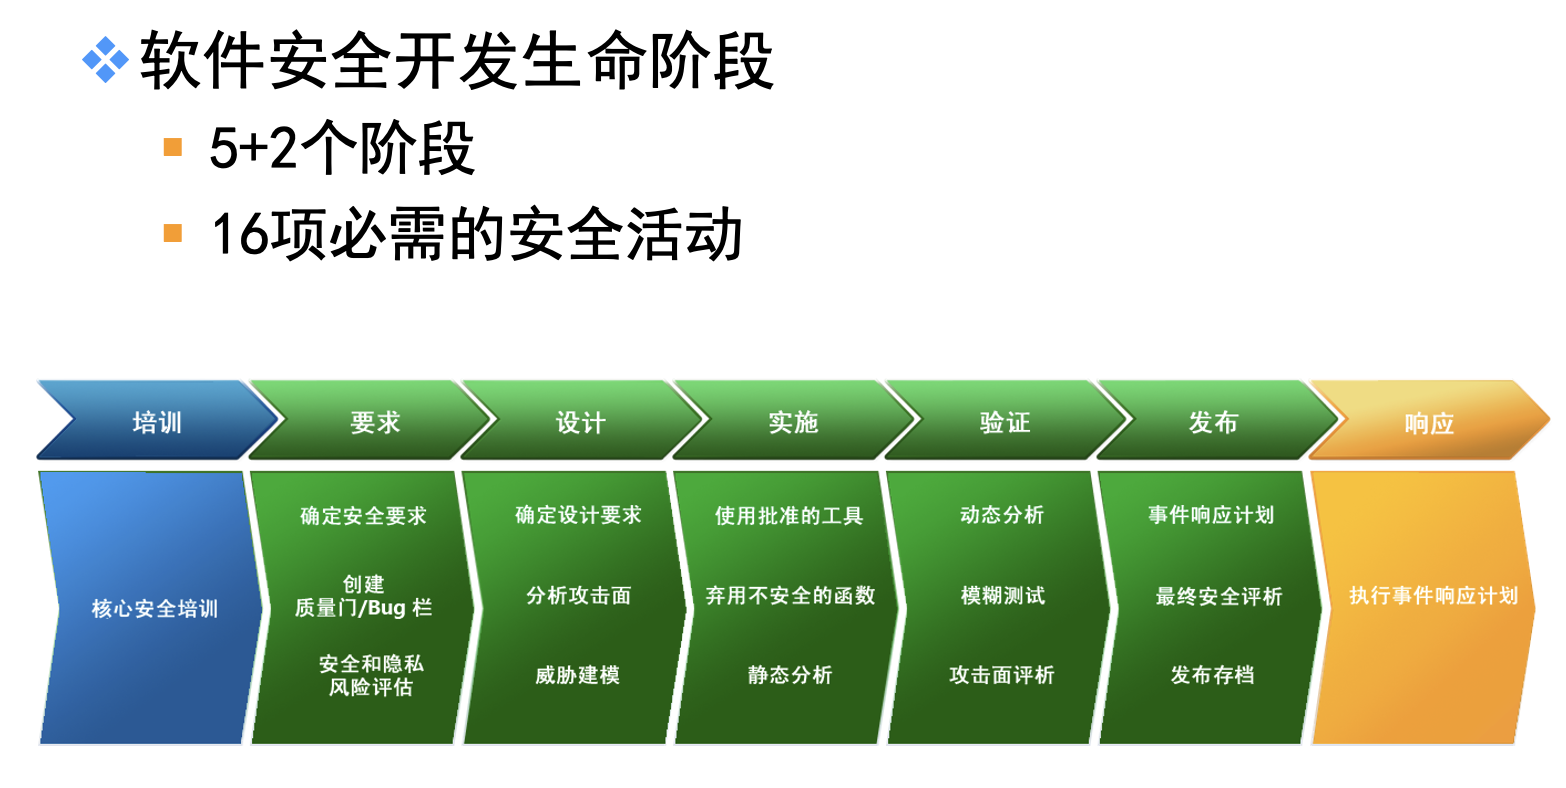 软件安全开发生命阶段
5+2个阶段
16项必需的安全活动
培训
要求
设计
实施
验证
发布
响应
核心安全培训
确定安全要求
创建
质量门/Bug 栏
安全和隐私
风险评估
确定设计要求
分析攻击面
威胁建模
使用批准的工具
弃用不安全的函数
静态分析
动态分析
模糊测试
攻击面评析
事件响应计划
最终安全评析
发布存档
执行事件响应计划